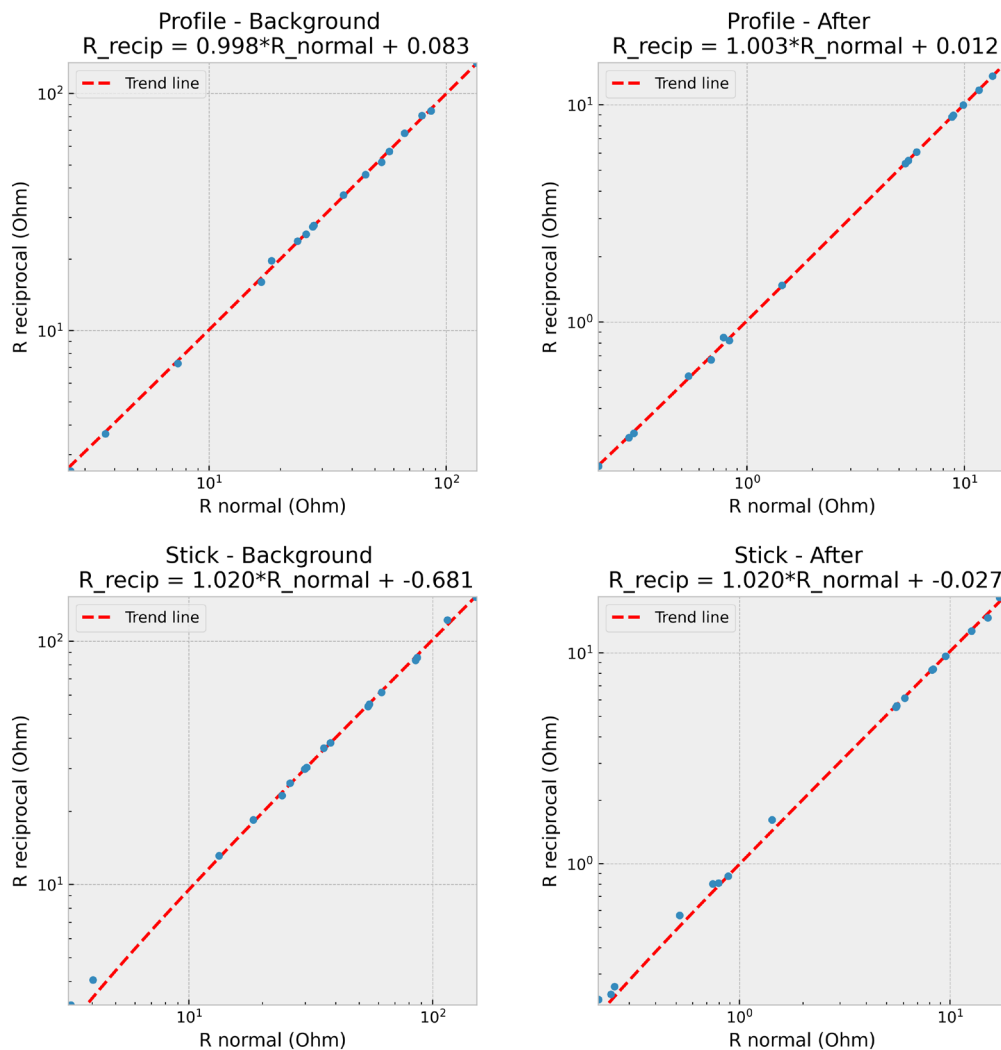 Profile - Background
R_recip = 0.998*R_normal + 0.083
Trend line
10²
10¹
R reciprocal (Ohm)
10¹
10²
R normal (Ohm)
Profile - After
R_recip = 1.003*R_normal + 0.012
Trend line
10¹
10⁰
R reciprocal (Ohm)
10⁰
10¹
R normal (Ohm)
Stick - Background
R_recip = 1.020*R_normal + -0.681
Trend line
10²
10¹
R reciprocal (Ohm)
10¹
10²
R normal (Ohm)
Stick - After
R_recip = 1.020*R_normal + -0.027
Trend line
10¹
10⁰
R reciprocal (Ohm)
10⁰
10¹
R normal (Ohm)